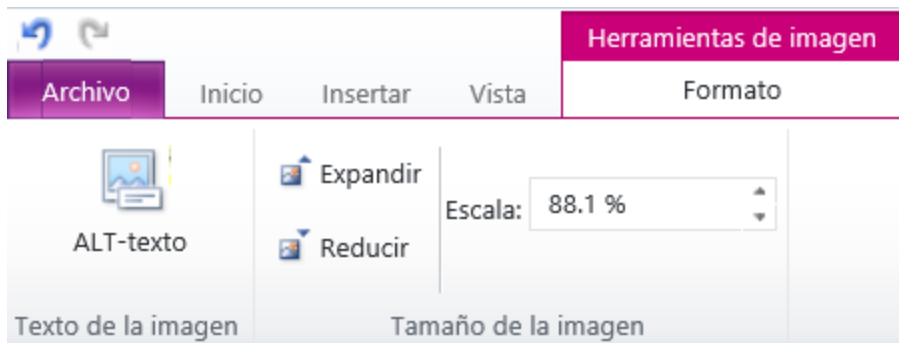 Herramientas de imagen
Archivo Inicio Insertar Vista Formato
Expandir
Escala: 88.1 %
ALT-texto
Reducir
Texto de la imagen Tamaño de la imagen